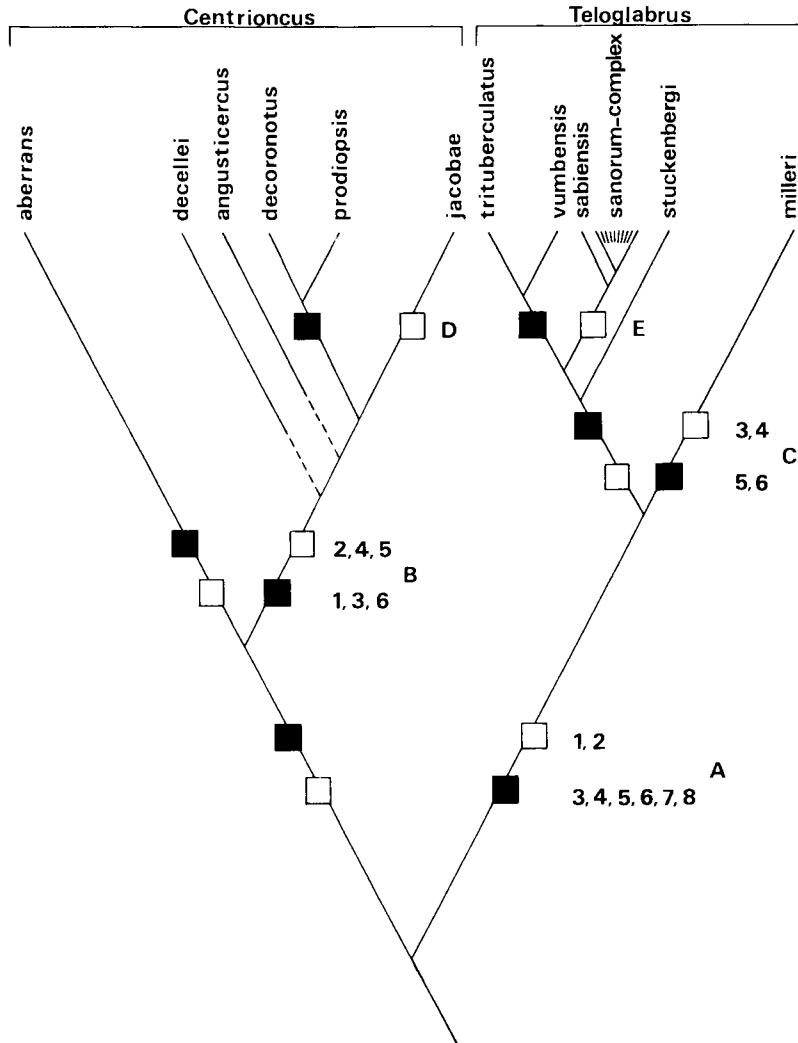 Centrioncus
Teloglabrus
aberrans
decellei
angusticercus
decoronotus
prodiopsis
jacobae
trituberculatus
vumbensis
sabiensis
sanorum-complex
stuckenbergi
milleri
D
E
3,4
C
5,6
2,4,5
B
1,3,6
1,2
A
3,4,5,6,7,8